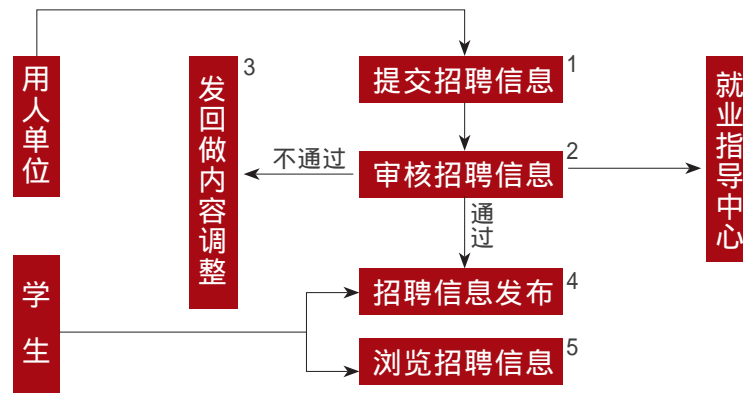 用人单位
发回做内容调整
3
提交招聘信息
1
就业指导中心
不通过
审核招聘信息
2
通过
学生
招聘信息发布
4
浏览招聘信息
5